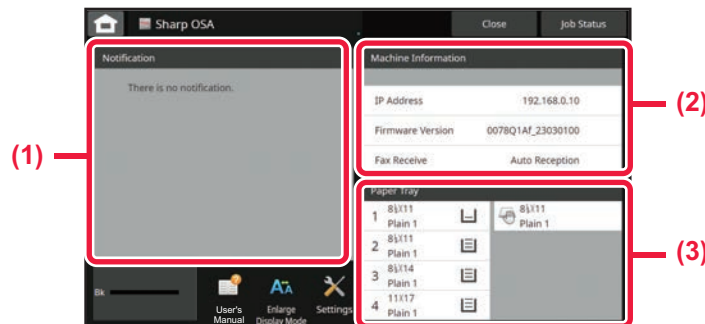 Sharp OSA
Close
Job Status
Notification
There is no notification.
Machine Information
IP Address 192.168.0.10
Firmware Version 0078Q1Af_23030100
Fax Receive Auto Reception
(1)
(2)
(3)
Paper Tray
1 8½X11
Plain 1
2 8½X11
Plain 1
3 8½X14
Plain 1
4 11X17
Plain 1
8½X11
Plain 1
Bk
User's
Manual
Enlarge
Display Mode
Settings